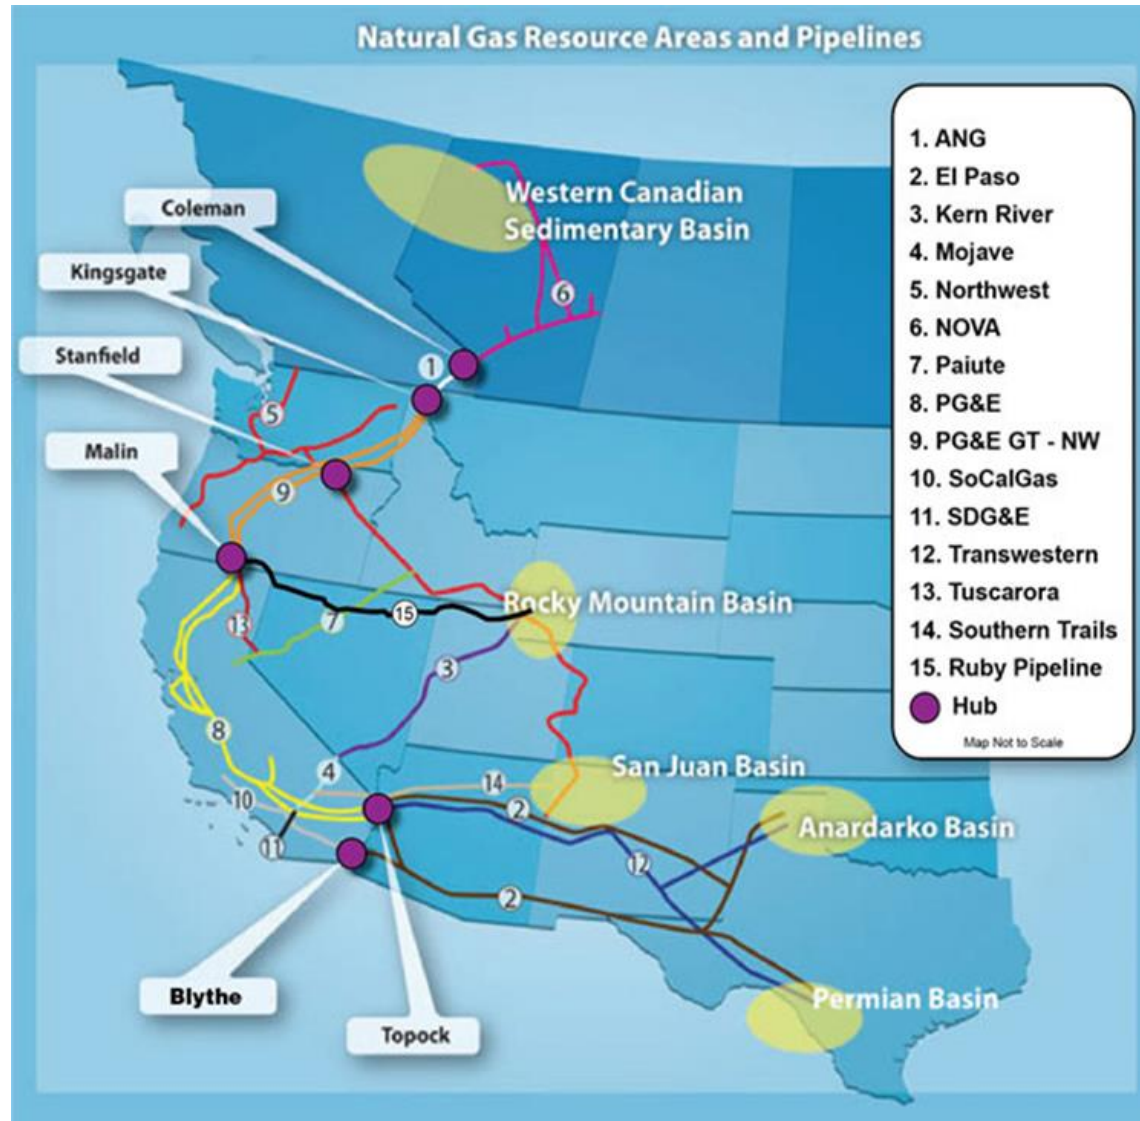 Natural Gas Resource Areas and Pipelines
1. ANG
2. El Paso
3. Kern River
4. Mojave
5. Northwest
6. NOVA
7. Paiute
8. PG&E
9. PG&E GT - NW
10. SoCalGas
11. SDG&E
12. Transwestern
13. Tuscarora
14. Southern Trails
15. Ruby Pipeline
Hub
Map Not to Scale
Coleman
Kingsgate
Stanfield
Malin
Western Canadian
Sedimentary Basin
6
1
5
9
Rocky Mountain Basin
15
7
13
3
8
4
San Juan Basin
14
10
2
Anardarko Basin
11
12
2
Blythe
Topock
Permian Basin